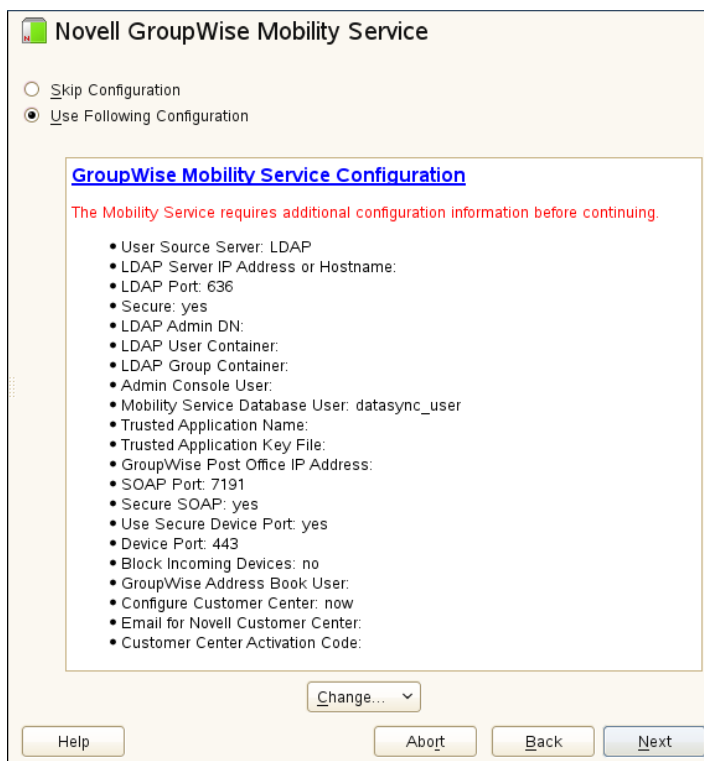 Novell GroupWise Mobility Service
Skip Configuration
Use Following Configuration
GroupWise Mobility Service Configuration
The Mobility Service requires additional configuration information before continuing.
• User Source Server: LDAP
• LDAP Server IP Address or Hostname:
• LDAP Port: 636
• Secure: yes
• LDAP Admin DN:
• LDAP User Container:
• LDAP Group Container:
• Admin Console User:
• Mobility Service Database User: datasync_user
• Trusted Application Name:
• Trusted Application Key File:
• GroupWise Post Office IP Address:
• SOAP Port: 7191
• Secure SOAP: yes
• Use Secure Device Port: yes
• Device Port: 443
• Block Incoming Devices: no
• GroupWise Address Book User:
• Configure Customer Center: now
• Email for Novell Customer Center:
• Customer Center Activation Code:
Change...
Help Abort Back Next